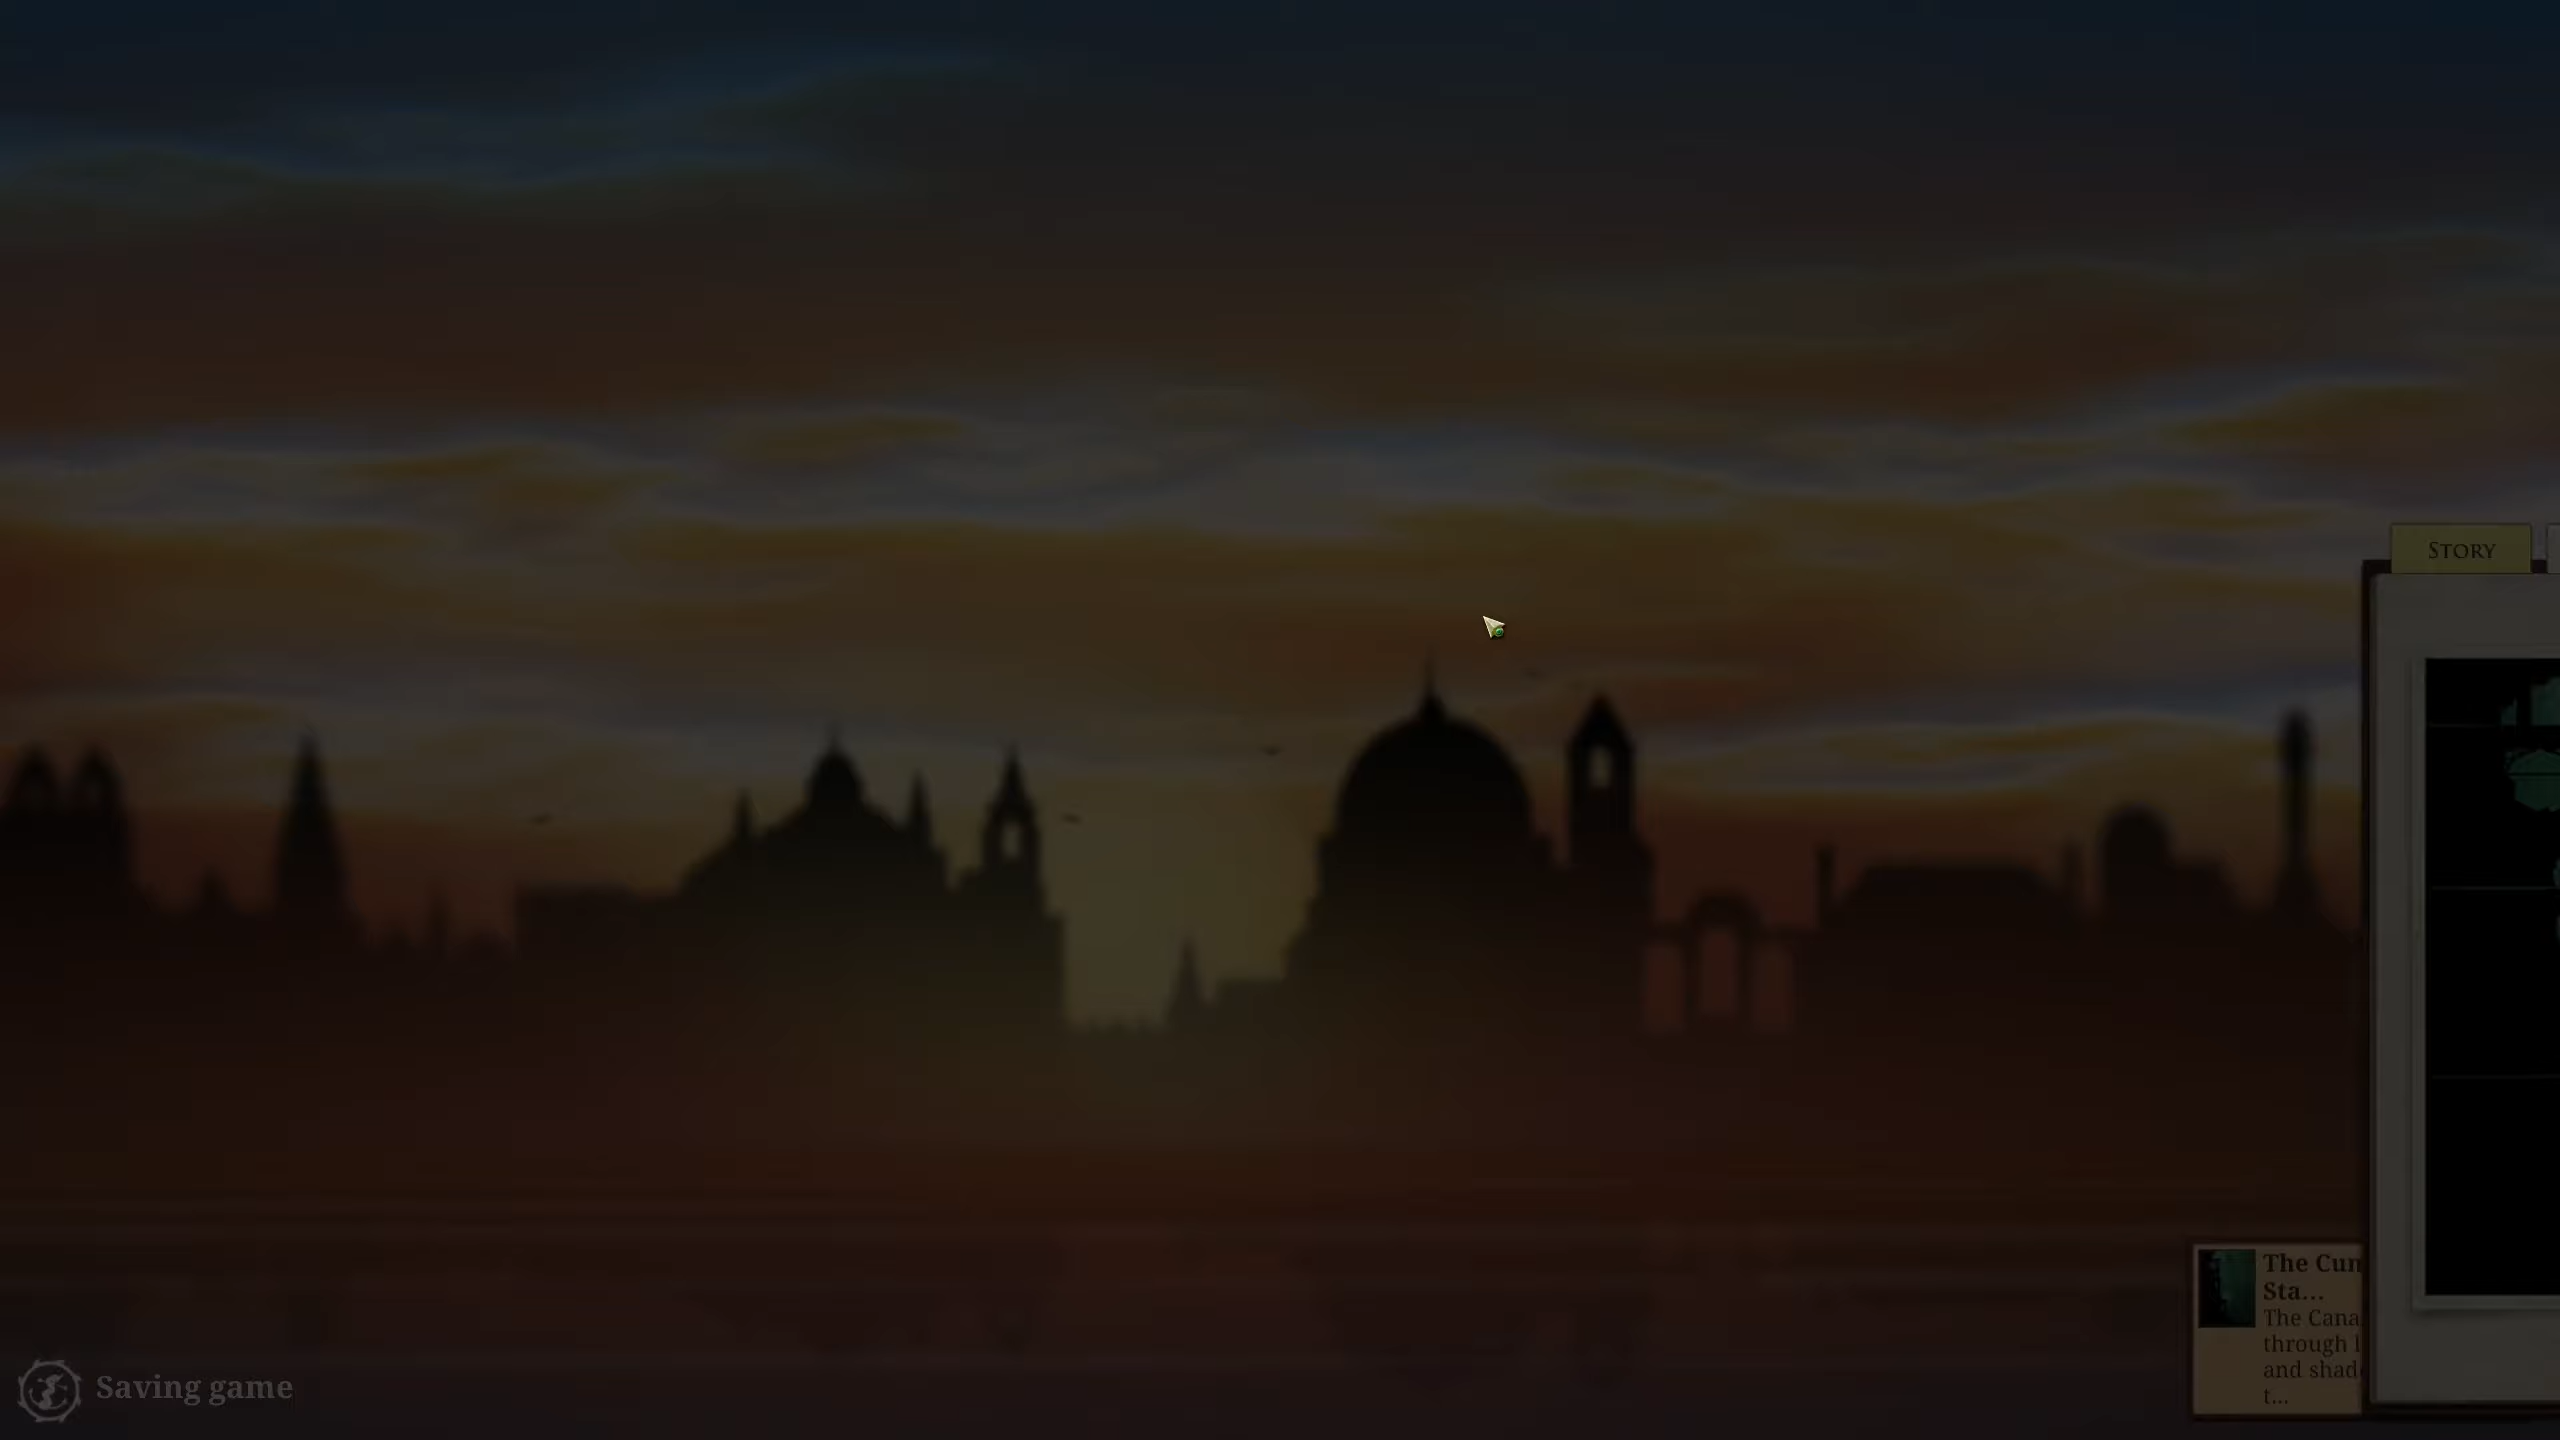 STORY
The Cun
Sta...
The Cana
through l
and shad
t...
Saving game